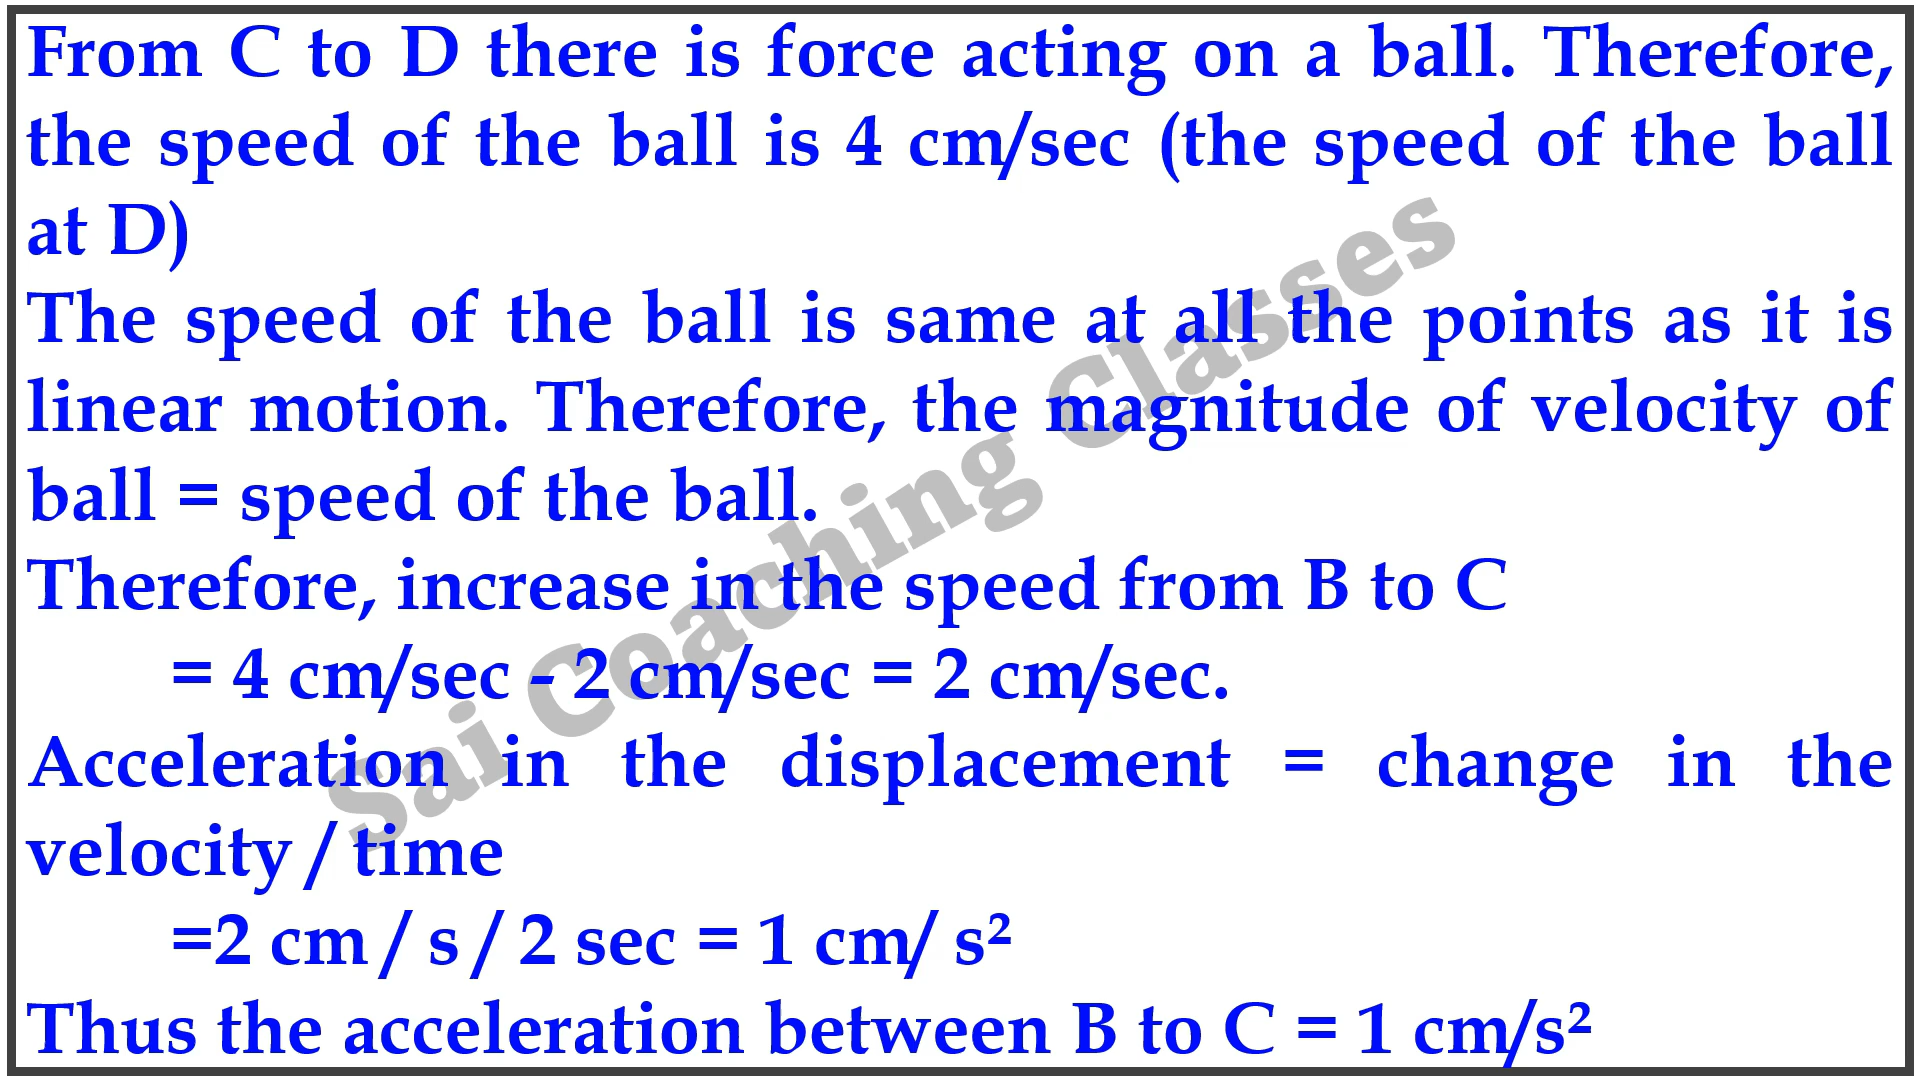 From C to D there is force acting on a ball. Therefore,
the speed of the ball is 4 cm/sec (the speed of the ball
at D)
The speed of the ball is same at all the points as it is
linear motion. Therefore, the magnitude of velocity of
ball = speed of the ball.
Therefore, increase in the speed from B to C
= 4 cm/sec - 2 cm/sec = 2 cm/sec.
Acceleration in the displacement = change in the
velocity / time
=2 cm / s / 2 sec = 1 cm/ s²
Thus the acceleration between B to C = 1 cm/s²
Sai Coaching Classes